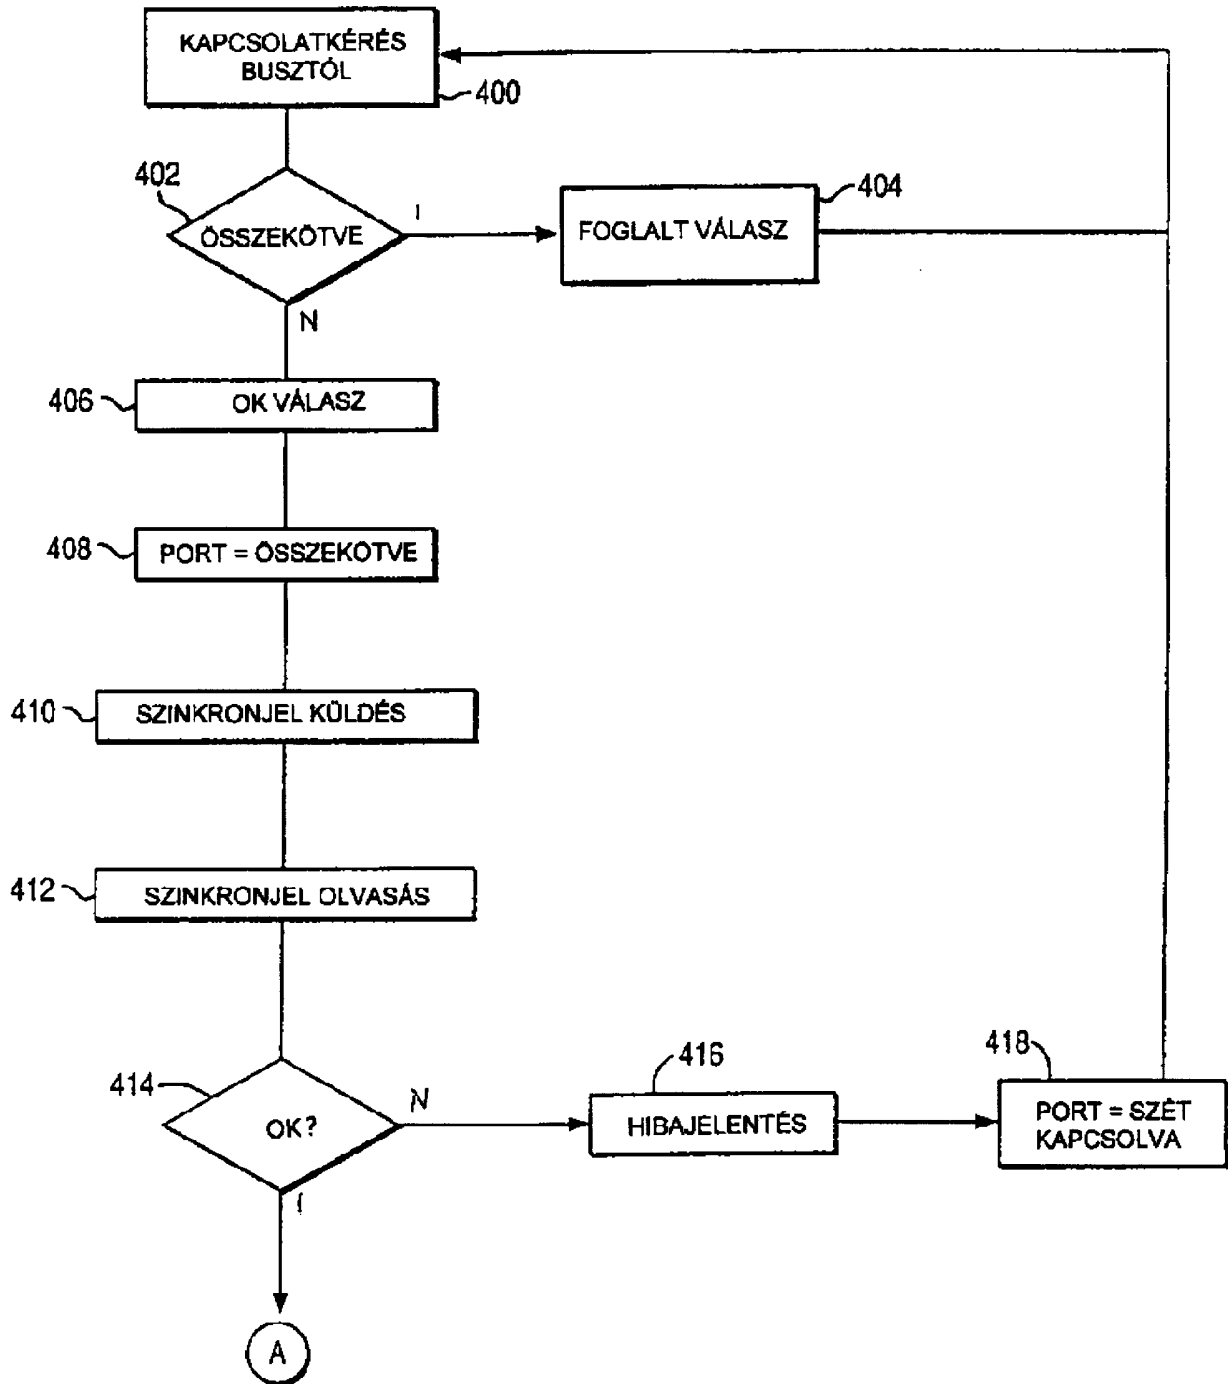 KAPCSOLATKÉRÉS
BUSZTÓL
400
402
ÖSSZEKÖTVE
I
N
FOGLALT VÁLASZ
404
406
OK VÁLASZ
408
PORT = ÖSSZEKÖTVE
410
SZINKRONJEL KÜLDÉS
412
SZINKRONJEL OLVASÁS
414
OK?
N
I
416
HIBAJELENTÉS
418
PORT = SZÉT
KAPCSOLVA
A